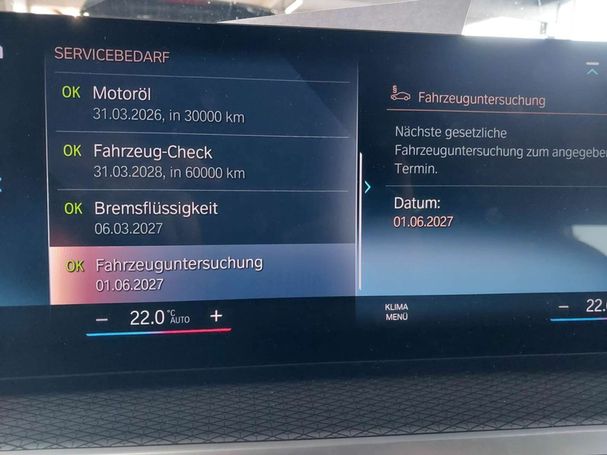 SERVICEBEDARF
OK Motoröl
31.03.2026, in 30000 km
OK Fahrzeug-Check
31.03.2028, in 60000 km
OK Bremsflüssigkeit
06.03.2027
OK Fahrzeuguntersuchung
01.06.2027
Fahrzeuguntersuchung
Nächste gesetzliche
Fahrzeuguntersuchung zum angegebe
Termin.
Datum:
01.06.2027
− 22.0 °C AUTO +
KLIMA
MENÜ
− 22.